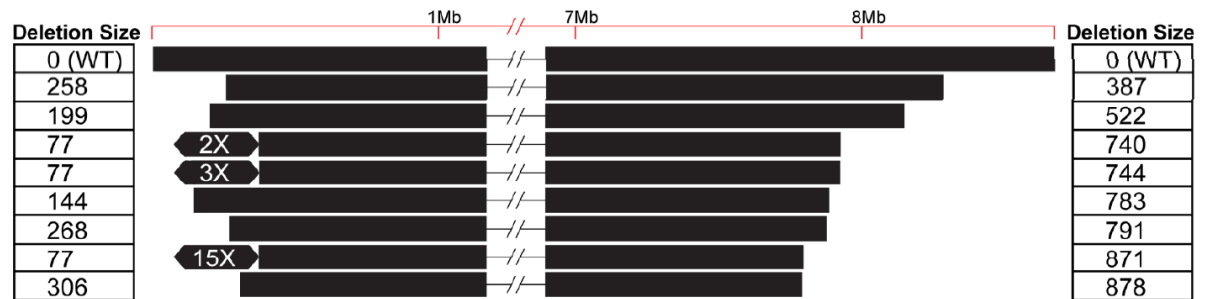 1Mb // 7Mb 8Mb
Deletion Size Deletion Size
0 (WT) // 0 (WT)
258 // 387
199 // 522
77 2X // 740
77 3X // 744
144 // 783
268 // 791
77 15X // 871
306 // 878